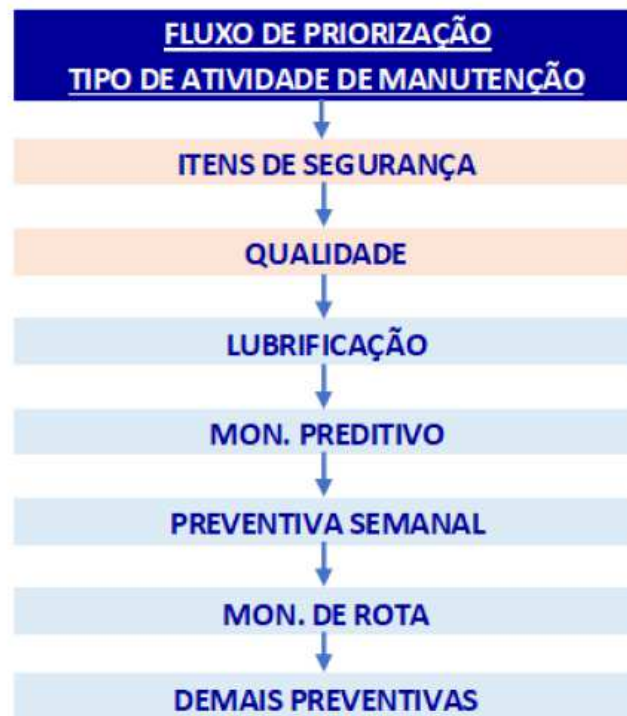 FLUXO DE PRIORIZAÇÃO
TIPO DE ATIVIDADE DE MANUTENÇÃO
ITENS DE SEGURANÇA
QUALIDADE
LUBRIFICAÇÃO
MON. PREDITIVO
PREVENTIVA SEMANAL
MON. DE ROTA
DEMAIS PREVENTIVAS